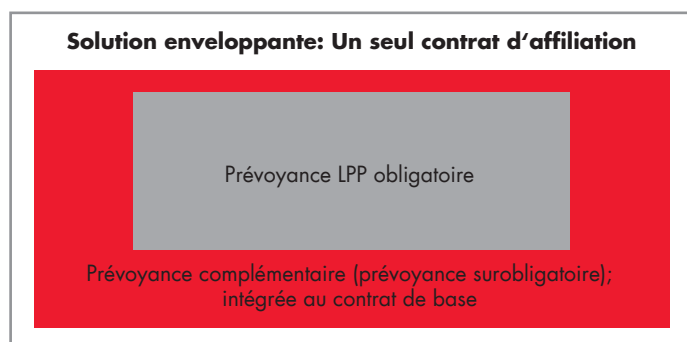 Solution enveloppante: Un seul contrat d‘affiliation
Prévoyance LPP obligatoire
Prévoyance complémentaire (prévoyance surobligatoire);
intégrée au contrat de base